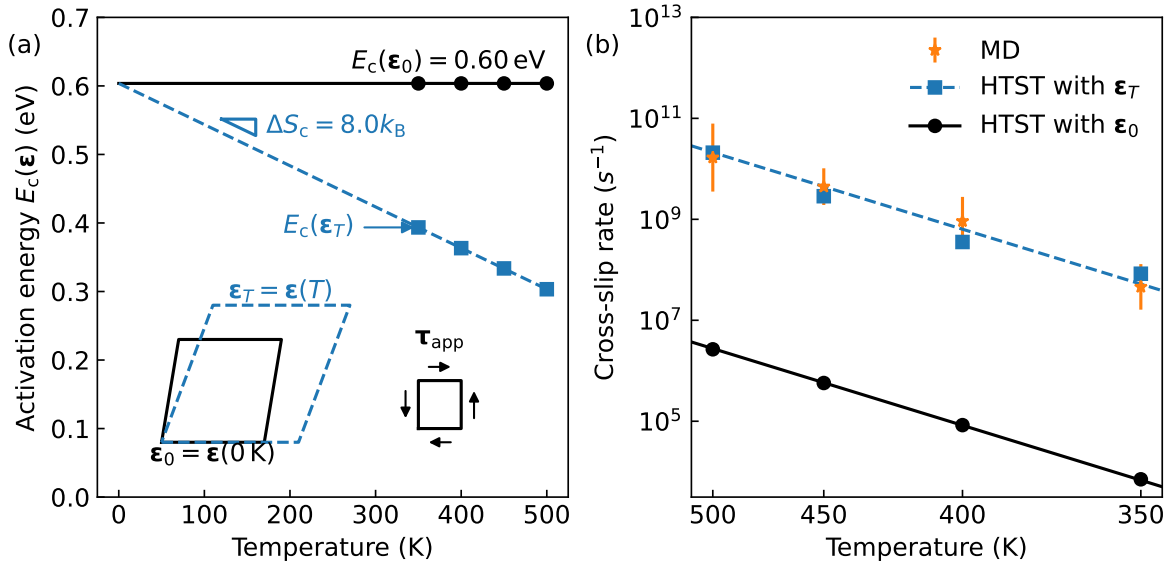 (a)
Activation energy E_c(ε) (eV)
0.7
0.6
0.5
0.4
0.3
0.2
0.1
0.0
E_c(ε_0) = 0.60 eV
ΔS_c = 8.0k_B
E_c(ε_T)
ε_T = ε(T)
ε_0 = ε(0 K)
τ_app
0
100
200
300
400
500
Temperature (K)
(b)
Cross-slip rate (s^{-1})
10^{13}
10^{11}
10^9
10^7
10^5
MD
HTST with ε_T
HTST with ε_0
500
450
400
350
Temperature (K)